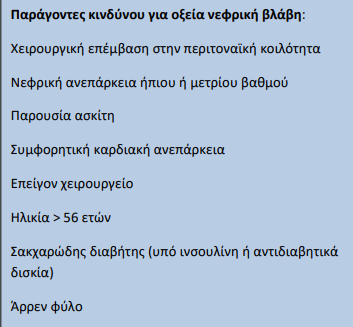 Παράγοντες κινδύνου για οξεία νεφρική βλάβη:
Χειρουργική επέμβαση στην περιτοναϊκή κοιλότητα
Νεφρική ανεπάρκεια ήπιου ή μετρίου βαθμού
Παρουσία ασκίτη
Συμφορητική καρδιακή ανεπάρκεια
Επείγον χειρουργείο
Ηλικία > 56 ετών
Σακχαρώδης διαβήτης (υπό ινσουλίνη ή αντιδιαβητικά
δισκία)
Άρρεν φύλο